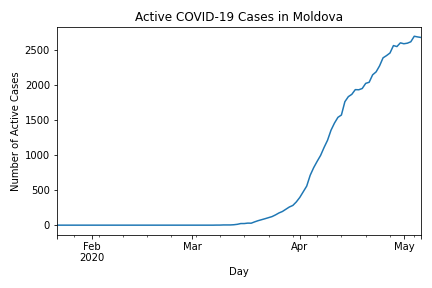 Active COVID-19 Cases in Moldova
Number of Active Cases
2500
2000
1500
1000
500
0
Feb Mar Apr May
2020
Day